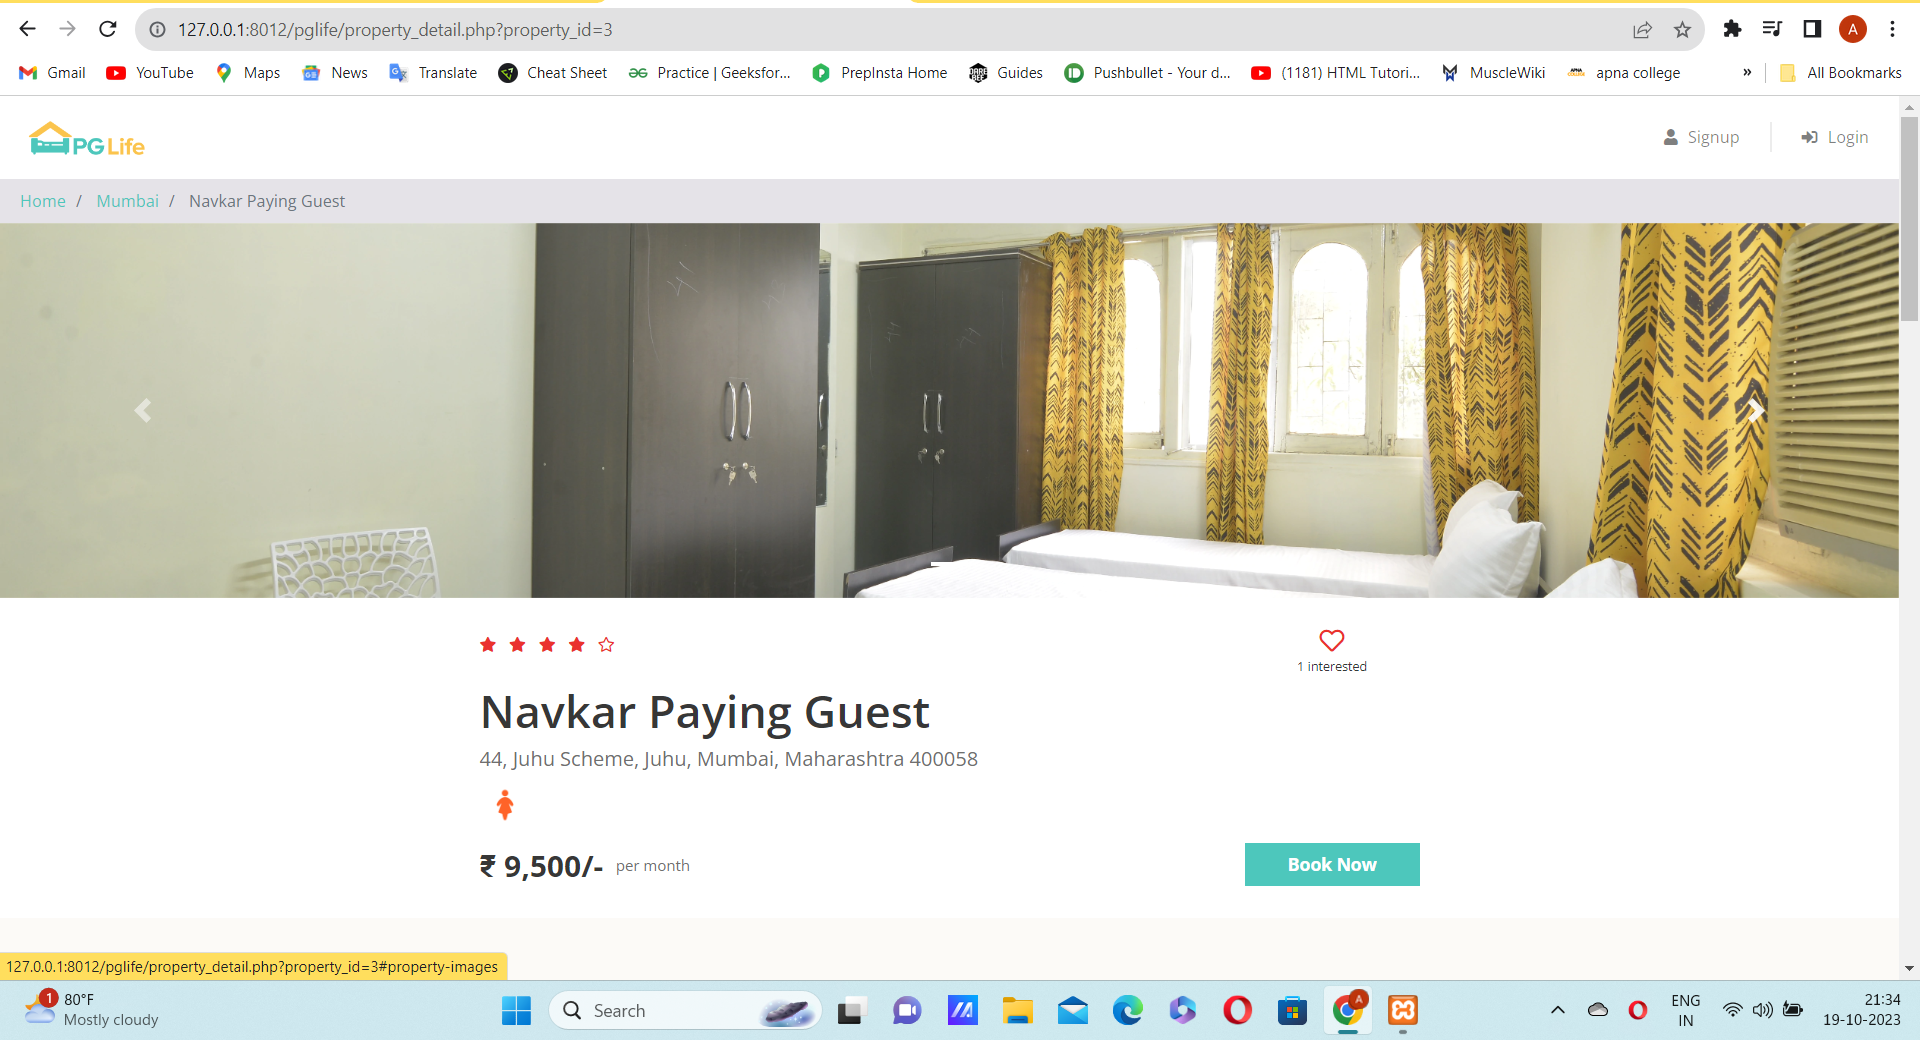 127.0.0.1:8012/pglife/property_detail.php?property_id=3
A
Gmail YouTube Maps News Translate Cheat Sheet Practice | Geeksfor... PrepInsta Home Guides Pushbullet - Your d... (1181) HTML Tutori... MuscleWiki apna college » All Bookmarks
PG Life
Signup Login
Home / Mumbai / Navkar Paying Guest
1 interested
Navkar Paying Guest
44, Juhu Scheme, Juhu, Mumbai, Maharashtra 400058
₹ 9,500/- per month
Book Now
127.0.0.1:8012/pglife/property_detail.php?property_id=3#property-images
1
80°F
Mostly cloudy
Search
A
ENG
IN
21:34
19-10-2023